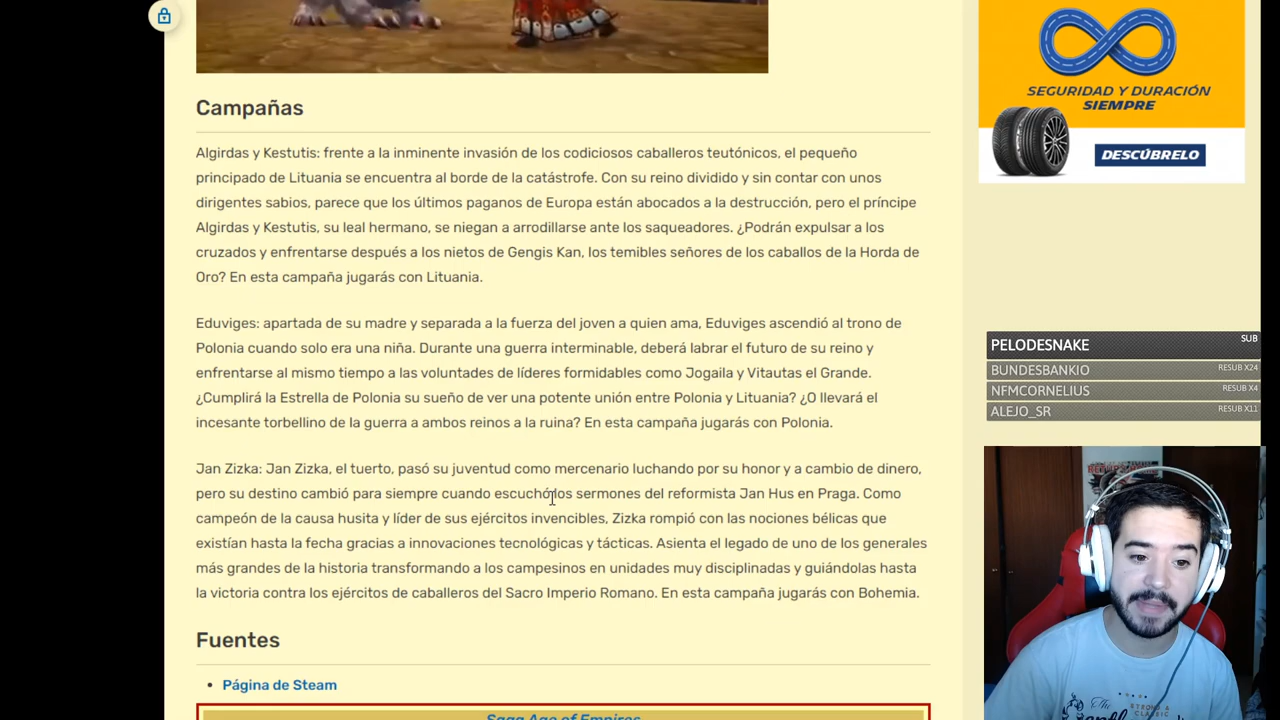 Campañas
Algirdas y Kestutis: frente a la inminente invasión de los codiciosos caballeros teutónicos, el pequeño
principado de Lituania se encuentra al borde de la catástrofe. Con su reino dividido y sin contar con unos
dirigentes sabios, parece que los últimos paganos de Europa están abocados a la destrucción, pero el príncipe
Algirdas y Kestutis, su leal hermano, se niegan a arrodillarse ante los saqueadores. ¿Podrán expulsar a los
cruzados y enfrentarse después a los nietos de Gengis Kan, los temibles señores de los caballos de la Horda de
Oro? En esta campaña jugarás con Lituania.
Eduviges: apartada de su madre y separada a la fuerza del joven a quien ama, Eduviges ascendió al trono de
Polonia cuando solo era una niña. Durante una guerra interminable, deberá labrar el futuro de su reino y
enfrentarse al mismo tiempo a las voluntades de líderes formidables como Jogaila y Vitautas el Grande.
¿Cumplirá la Estrella de Polonia su sueño de ver una potente unión entre Polonia y Lituania? ¿O llevará el
incesante torbellino de la guerra a ambos reinos a la ruina? En esta campaña jugarás con Polonia.
Jan Zizka: Jan Zizka, el tuerto, pasó su juventud como mercenario luchando por su honor y a cambio de dinero,
pero su destino cambió para siempre cuando escuchó los sermones del reformista Jan Hus en Praga. Como
campeón de la causa husita y líder de sus ejércitos invencibles, Zizka rompió con las nociones bélicas que
existían hasta la fecha gracias a innovaciones tecnológicas y tácticas. Asienta el legado de uno de los generales
más grandes de la historia transformando a los campesinos en unidades muy disciplinadas y guiándolas hasta
la victoria contra los ejércitos de caballeros del Sacro Imperio Romano. En esta campaña jugarás con Bohemia.
Fuentes
• Página de Steam
Saga Age of Empires
SEGURIDAD Y DURACIÓN
SIEMPRE
DESCÚBRELO
PELODESNAKE SUB
BUNDESBANKIO RESUB X24
NFMCORNELIUS RESUB X4
ALEJO_SR RESUB X11
The
STRONG &
CLASSIC